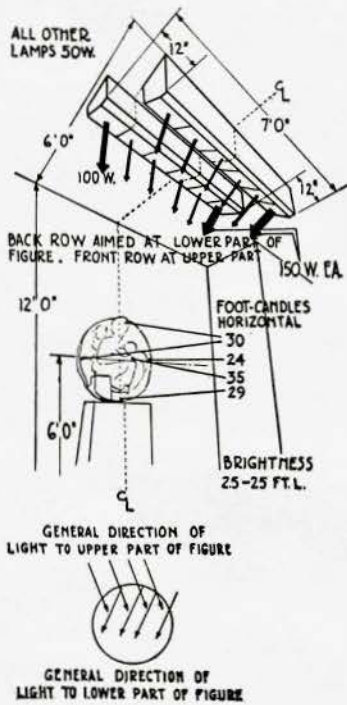 ALL OTHER
LAMPS 50W.
12"
7'0"
6'0"
C L
12"
100 W.
150 W. EA.
BACK ROW AIMED AT LOWER PART OF
FIGURE. FRONT ROW AT UPPER PART
12'0"
FOOT-CANDLES
HORIZONTAL
30
24
35
29
6'0"
BRIGHTNESS
2.5-25 FT. L.
C L
GENERAL DIRECTION OF
LIGHT TO UPPER PART OF FIGURE
GENERAL DIRECTION OF
LIGHT TO LOWER PART OF FIGURE